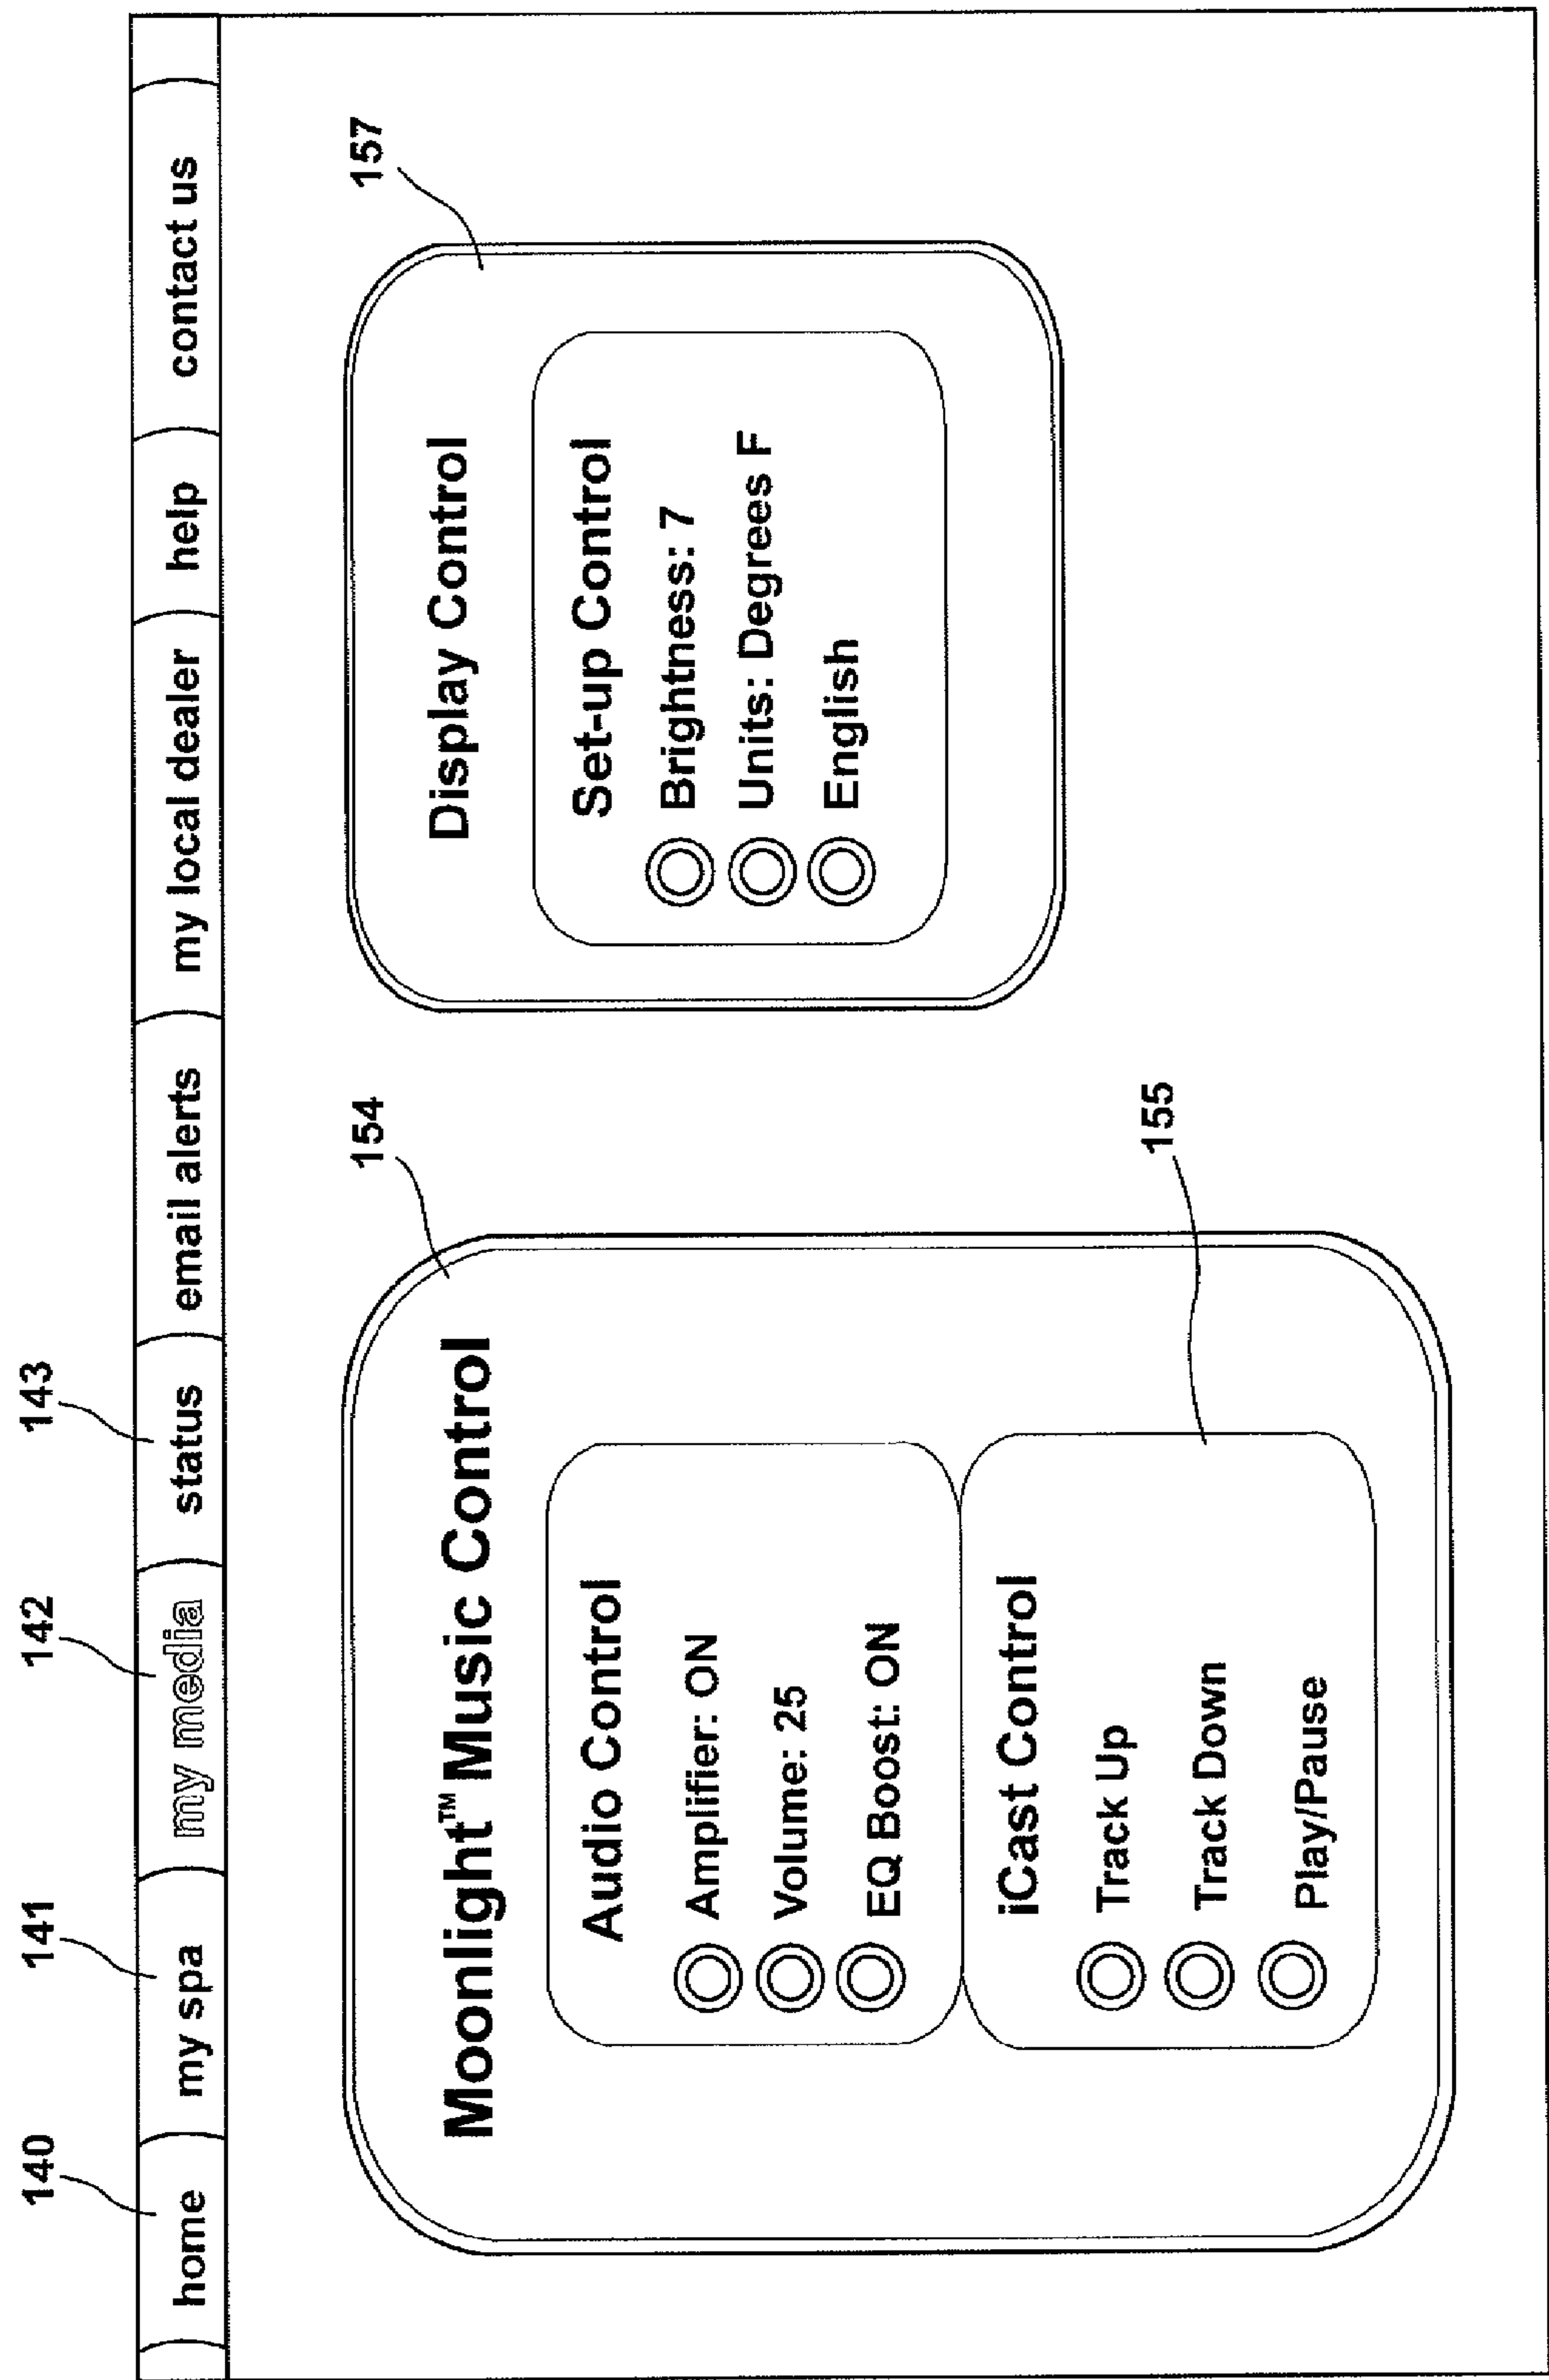 140 141 142 143
home my spa my media status email alerts my local dealer help contact us
154
Moonlight™ Music Control
Audio Control
Amplifier: ON
Volume: 25
EQ Boost: ON
iCast Control
Track Up
Track Down
Play/Pause
155
157
Display Control
Set-up Control
Brightness: 7
Units: Degrees F
English